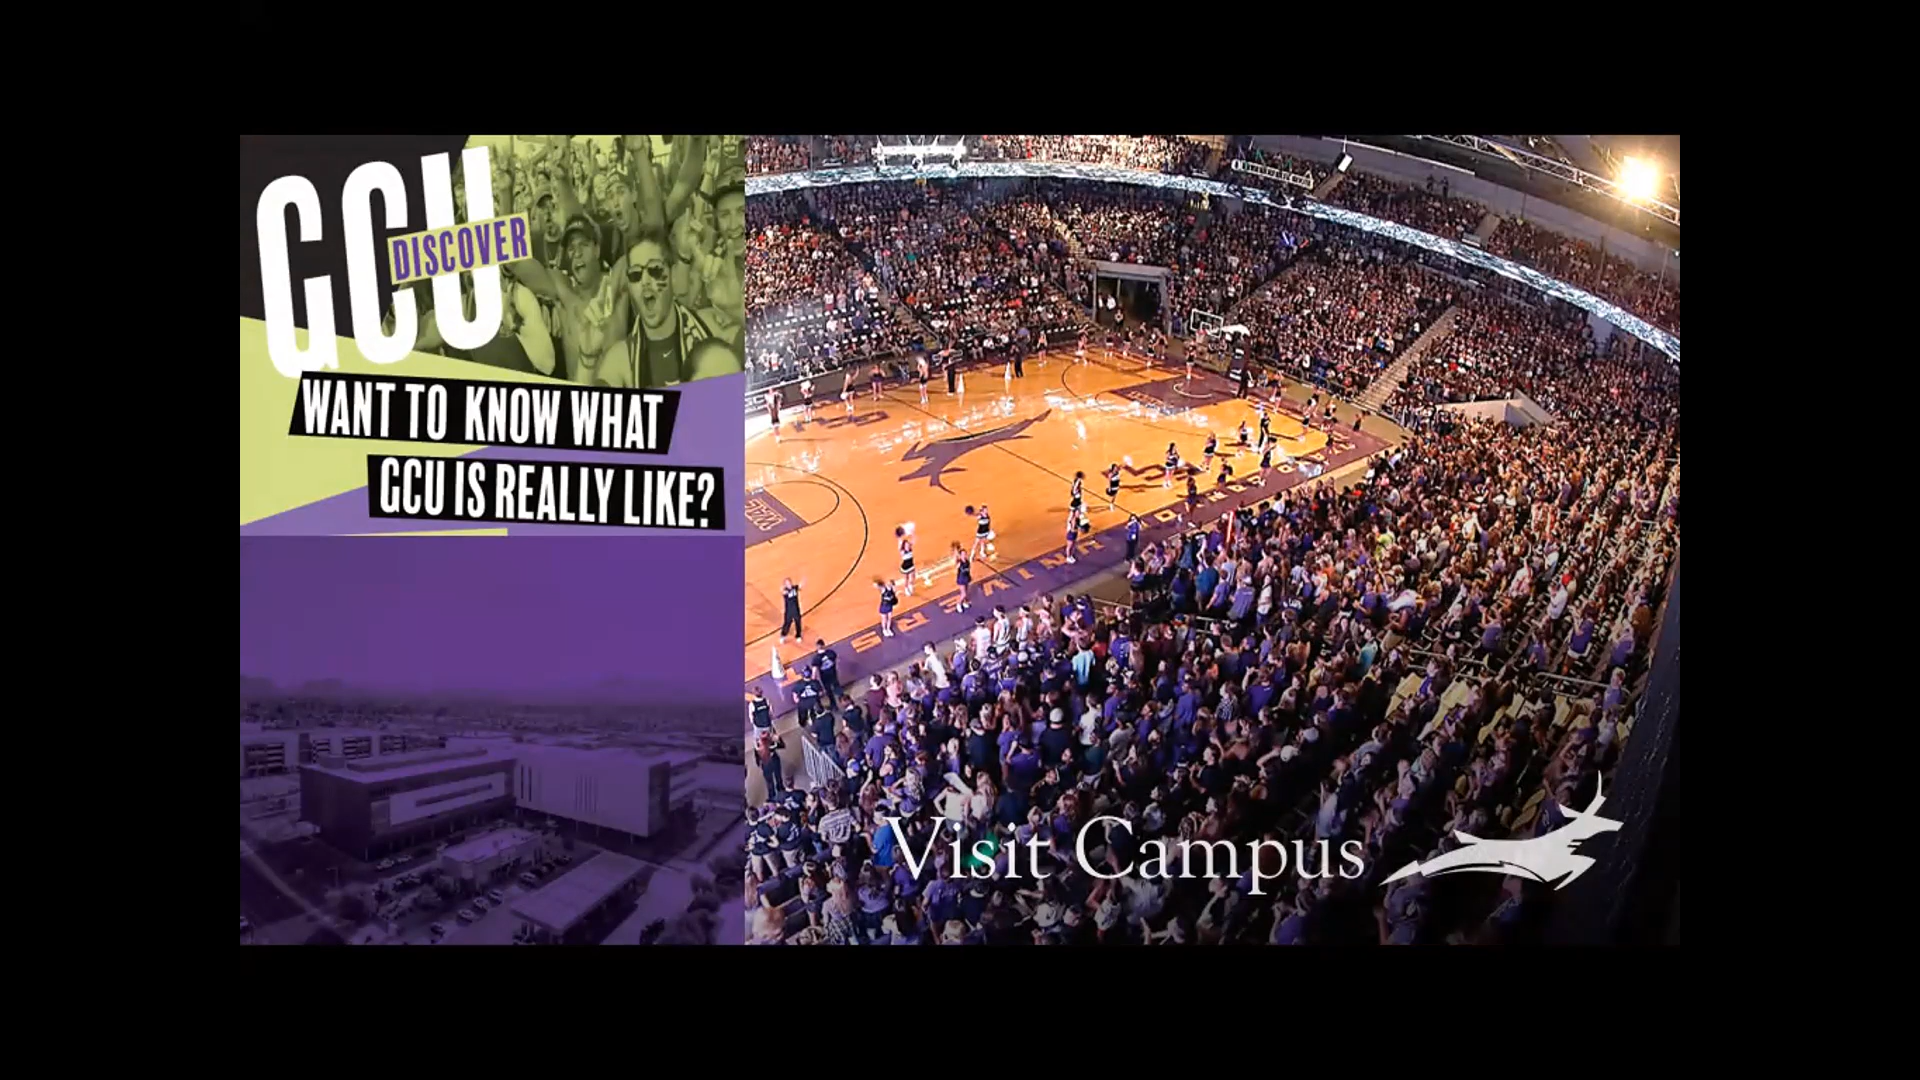 GCU
DISCOVER
WANT TO KNOW WHAT
GCU IS REALLY LIKE?
Visit Campus